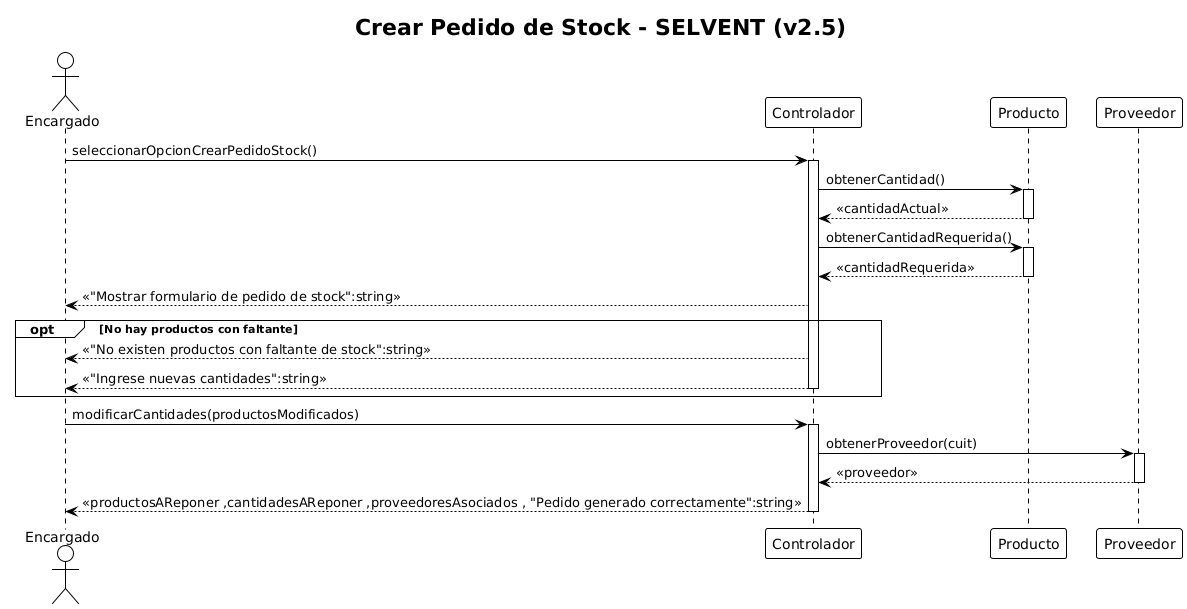 Crear Pedido de Stock - SELVENT (v2.5)
Encargado
Controlador
Producto
Proveedor
seleccionarOpcionCrearPedidoStock()
obtenerCantidad()
«cantidadActual»
obtenerCantidadRequerida()
«cantidadRequerida»
«"Mostrar formulario de pedido de stock":string»
opt
[No hay productos con faltante]
«"No existen productos con faltante de stock":string»
«"Ingrese nuevas cantidades":string»
modificarCantidades(productosModificados)
obtenerProveedor(cuit)
«proveedor»
«productosAReponer ,cantidadesAReponer ,proveedoresAsociados , "Pedido generado correctamente":string»
Encargado
Controlador
Producto
Proveedor